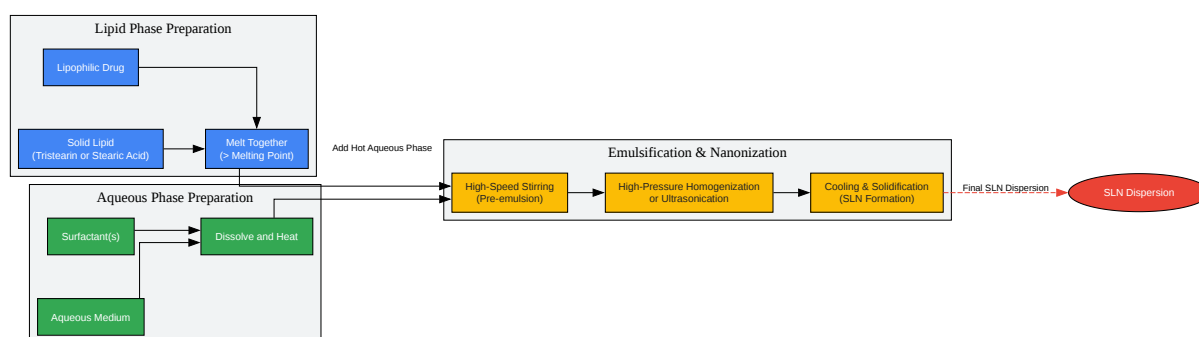 Lipid Phase Preparation
Lipophilic Drug
Solid Lipid
(Tristearin or Stearic Acid)
Melt Together
(> Melting Point)
Add Hot Aqueous Phase
Aqueous Phase Preparation
Surfactant(s)
Dissolve and Heat
Aqueous Medium
Emulsification & Nanonization
High-Speed Stirring
(Pre-emulsion)
High-Pressure Homogenization
or Ultrasonication
Cooling & Solidification
(SLN Formation)
Final SLN Dispersion
SLN Dispersion